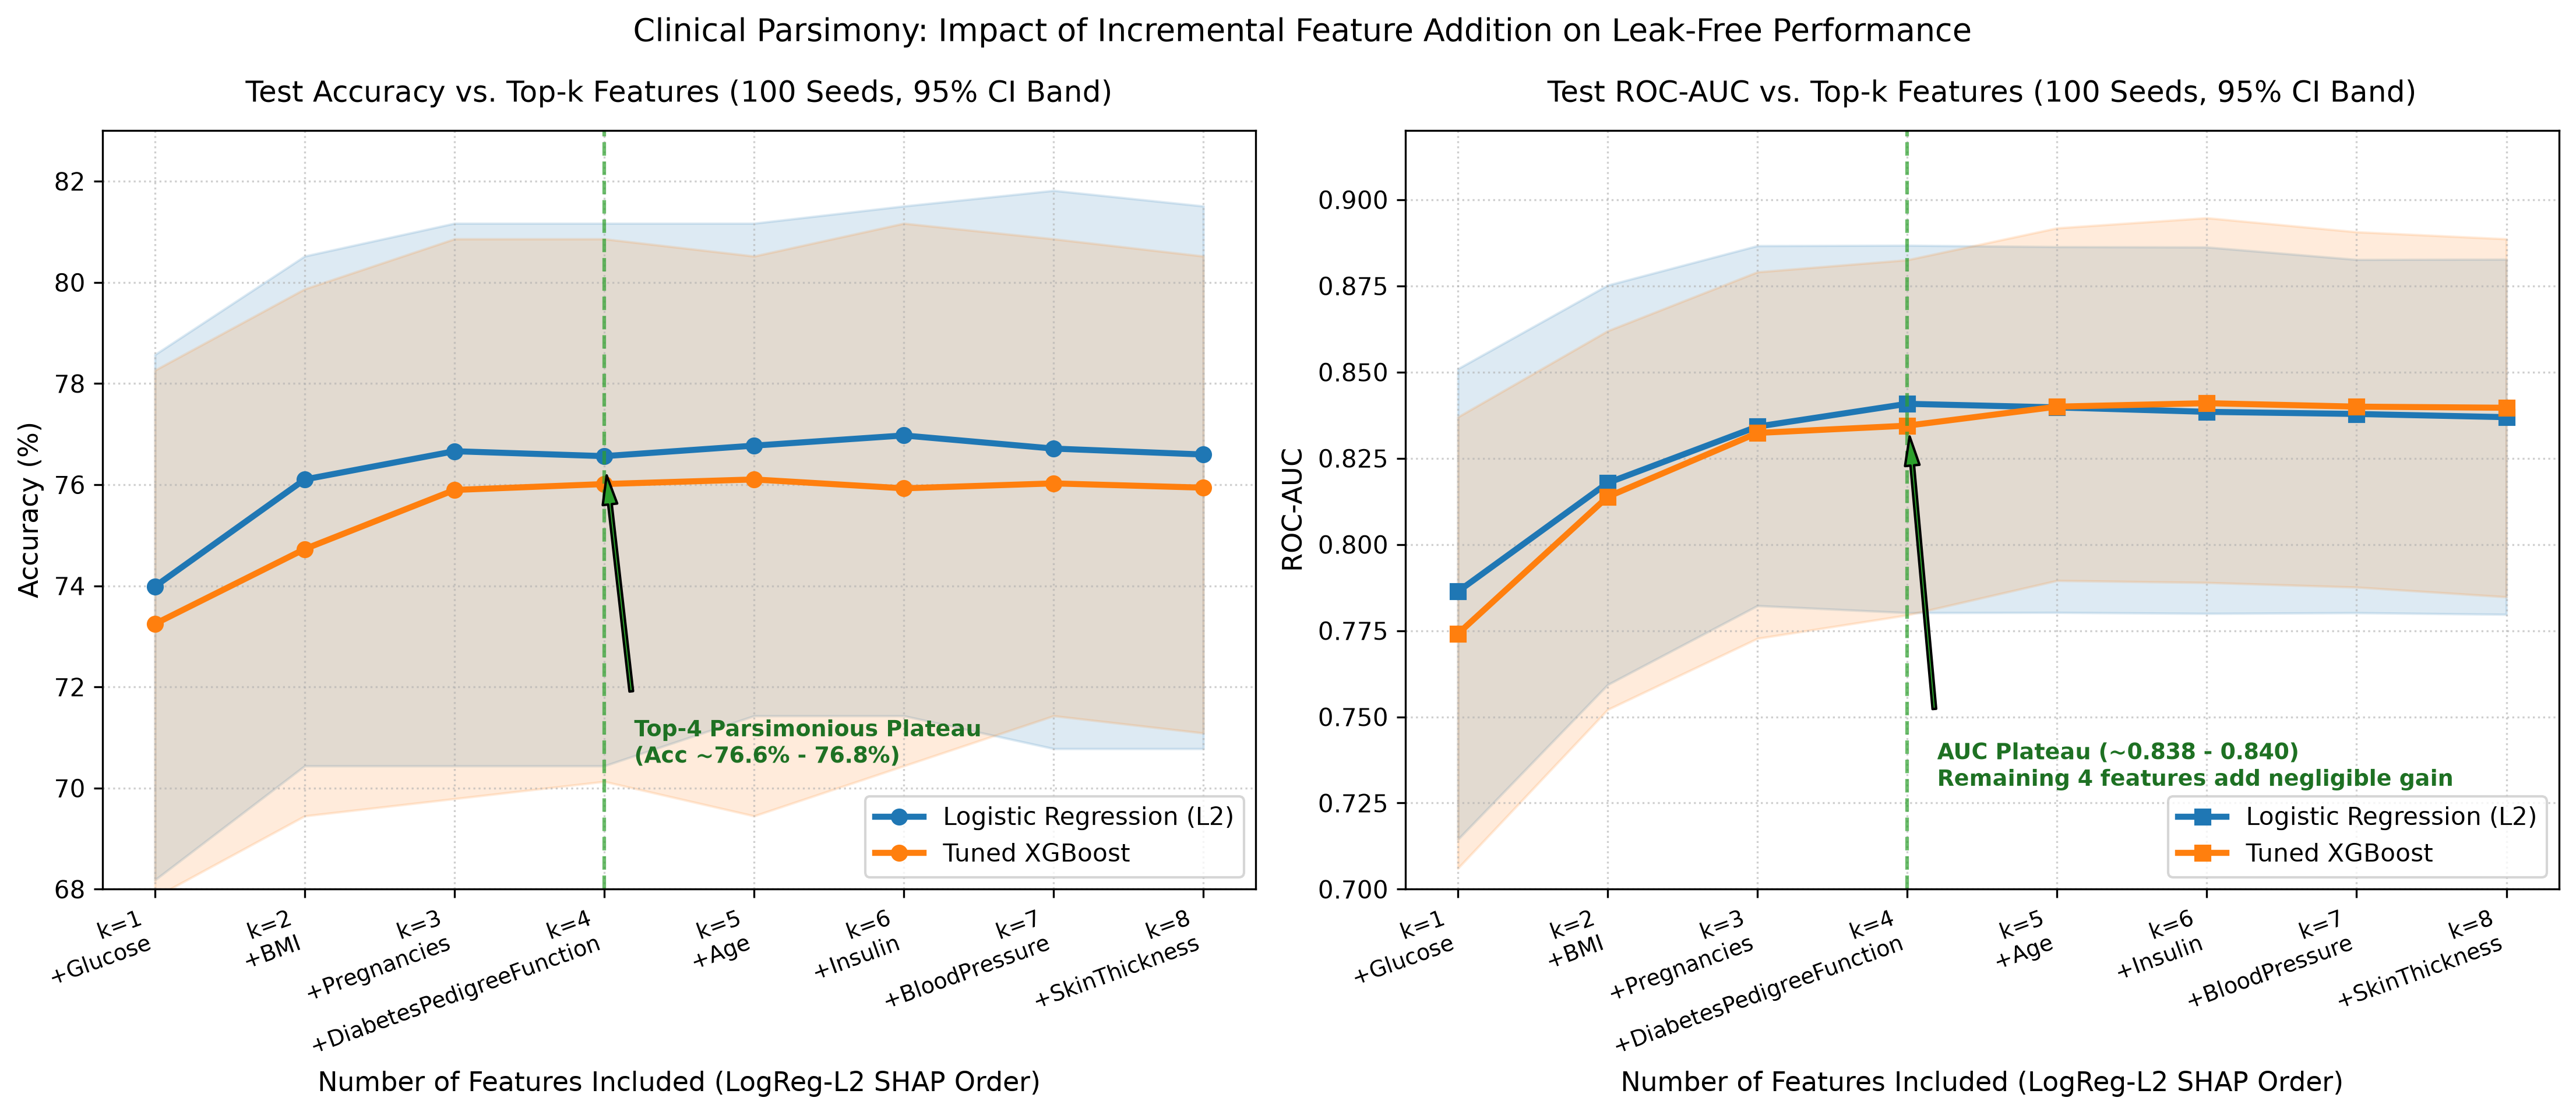 Clinical Parsimony: Impact of Incremental Feature Addition on Leak-Free Performance
Test Accuracy vs. Top-k Features (100 Seeds, 95% CI Band)
Accuracy (%)
82
80
78
76
74
72
70
68
Top-4 Parsimonious Plateau
(Acc ~76.6% - 76.8%)
Logistic Regression (L2)
Tuned XGBoost
k=1
+Glucose
k=2
+BMI
k=3
+Pregnancies
k=4
+DiabetesPedigreeFunction
k=5
+Age
k=6
+Insulin
k=7
+BloodPressure
k=8
+SkinThickness
Number of Features Included (LogReg-L2 SHAP Order)
Test ROC-AUC vs. Top-k Features (100 Seeds, 95% CI Band)
ROC-AUC
0.900
0.875
0.850
0.825
0.800
0.775
0.750
0.725
0.700
AUC Plateau (~0.838 - 0.840)
Remaining 4 features add negligible gain
Logistic Regression (L2)
Tuned XGBoost
k=1
+Glucose
k=2
+BMI
k=3
+Pregnancies
k=4
+DiabetesPedigreeFunction
k=5
+Age
k=6
+Insulin
k=7
+BloodPressure
k=8
+SkinThickness
Number of Features Included (LogReg-L2 SHAP Order)